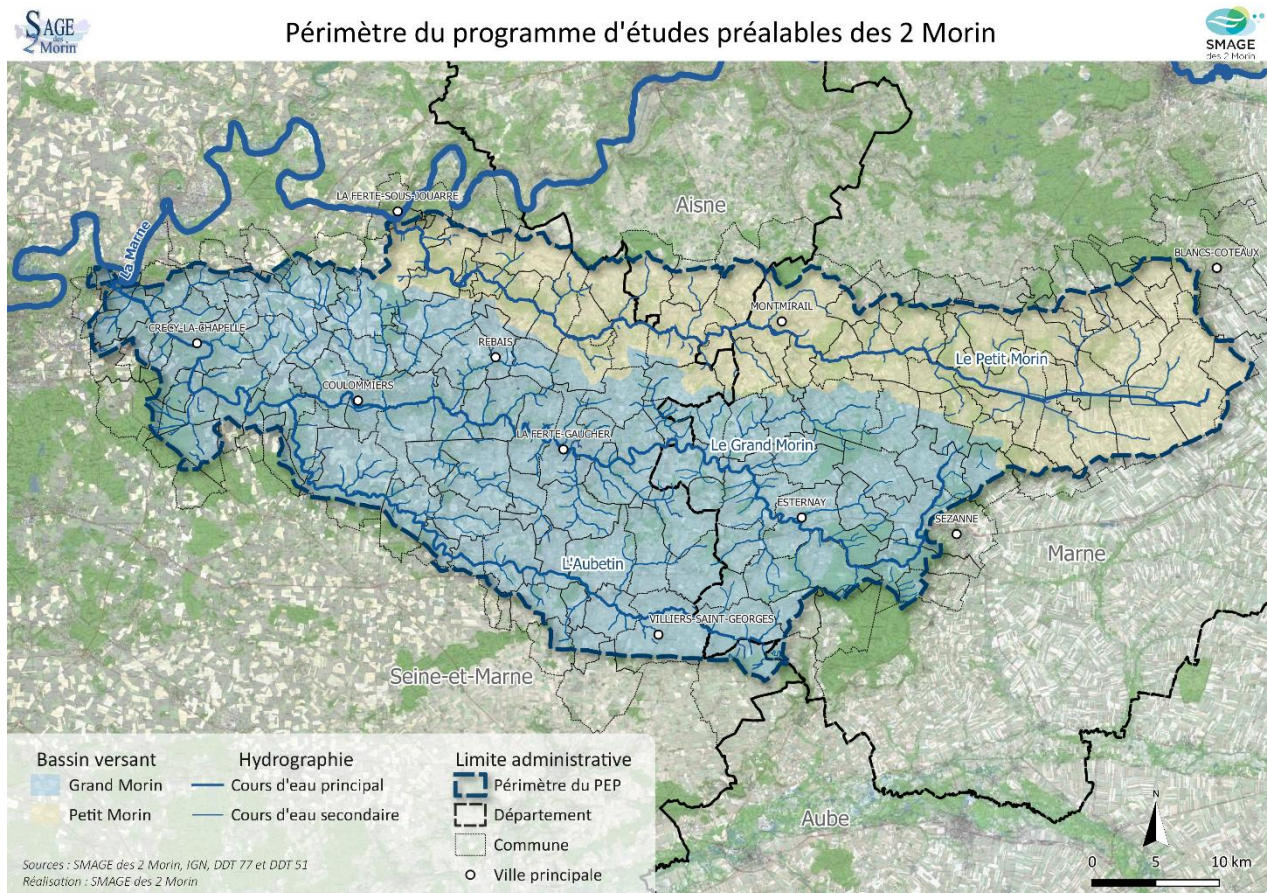 SAGE
des
2 Morin
Périmètre du programme d'études préalables des 2 Morin
SMAGE
des 2 Morin
LA FERTE-SOUS-JOUARRE
Aisne
La Marne
BLANCS-COTEAUX
MONTMIRAIL
CRECY-LA-CHAPELLE
REBAIS
Le Petit Morin
COULOMMIERS
LA FERTE-GAUCHER
Le Grand Morin
ESTERNAY
SEZANNE
Marne
L'Aubetin
VILLIERS-SAINT-GEORGES
Seine-et-Marne
Aube
Bassin versant
Grand Morin
Petit Morin
Hydrographie
Cours d'eau principal
Cours d'eau secondaire
Limite administrative
Périmètre du PEP
Département
Commune
Ville principale
Sources : SMAGE des 2 Morin, IGN, DDT 77 et DDT 51
Réalisation : SMAGE des 2 Morin
N
0 5 10 km